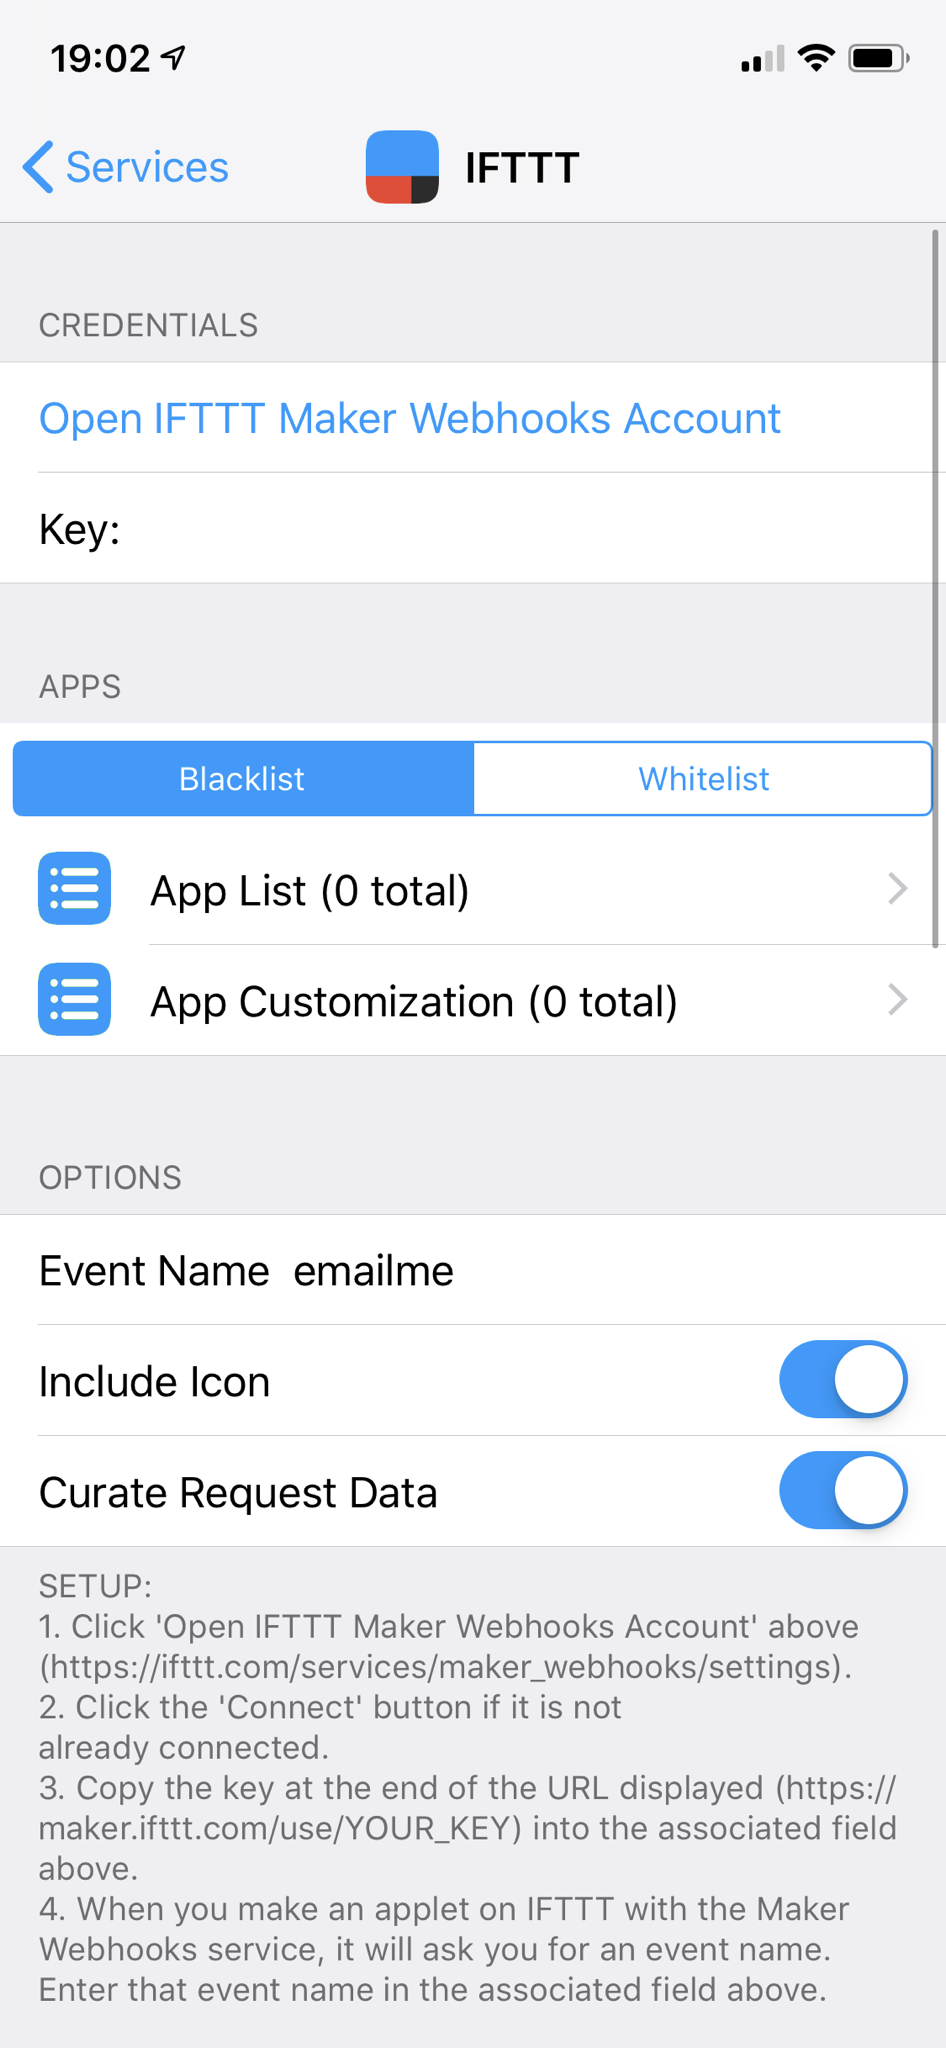 19:02
Services
IFTTT
CREDENTIALS
Open IFTTT Maker Webhooks Account
Key:
APPS
Blacklist
Whitelist
App List (0 total)
App Customization (0 total)
OPTIONS
Event Name emailme
Include Icon
Curate Request Data
SETUP:
1. Click 'Open IFTTT Maker Webhooks Account' above
(https://ifttt.com/services/maker_webhooks/settings).
2. Click the 'Connect' button if it is not
already connected.
3. Copy the key at the end of the URL displayed (https://
maker.ifttt.com/use/YOUR_KEY) into the associated field
above.
4. When you make an applet on IFTTT with the Maker
Webhooks service, it will ask you for an event name.
Enter that event name in the associated field above.